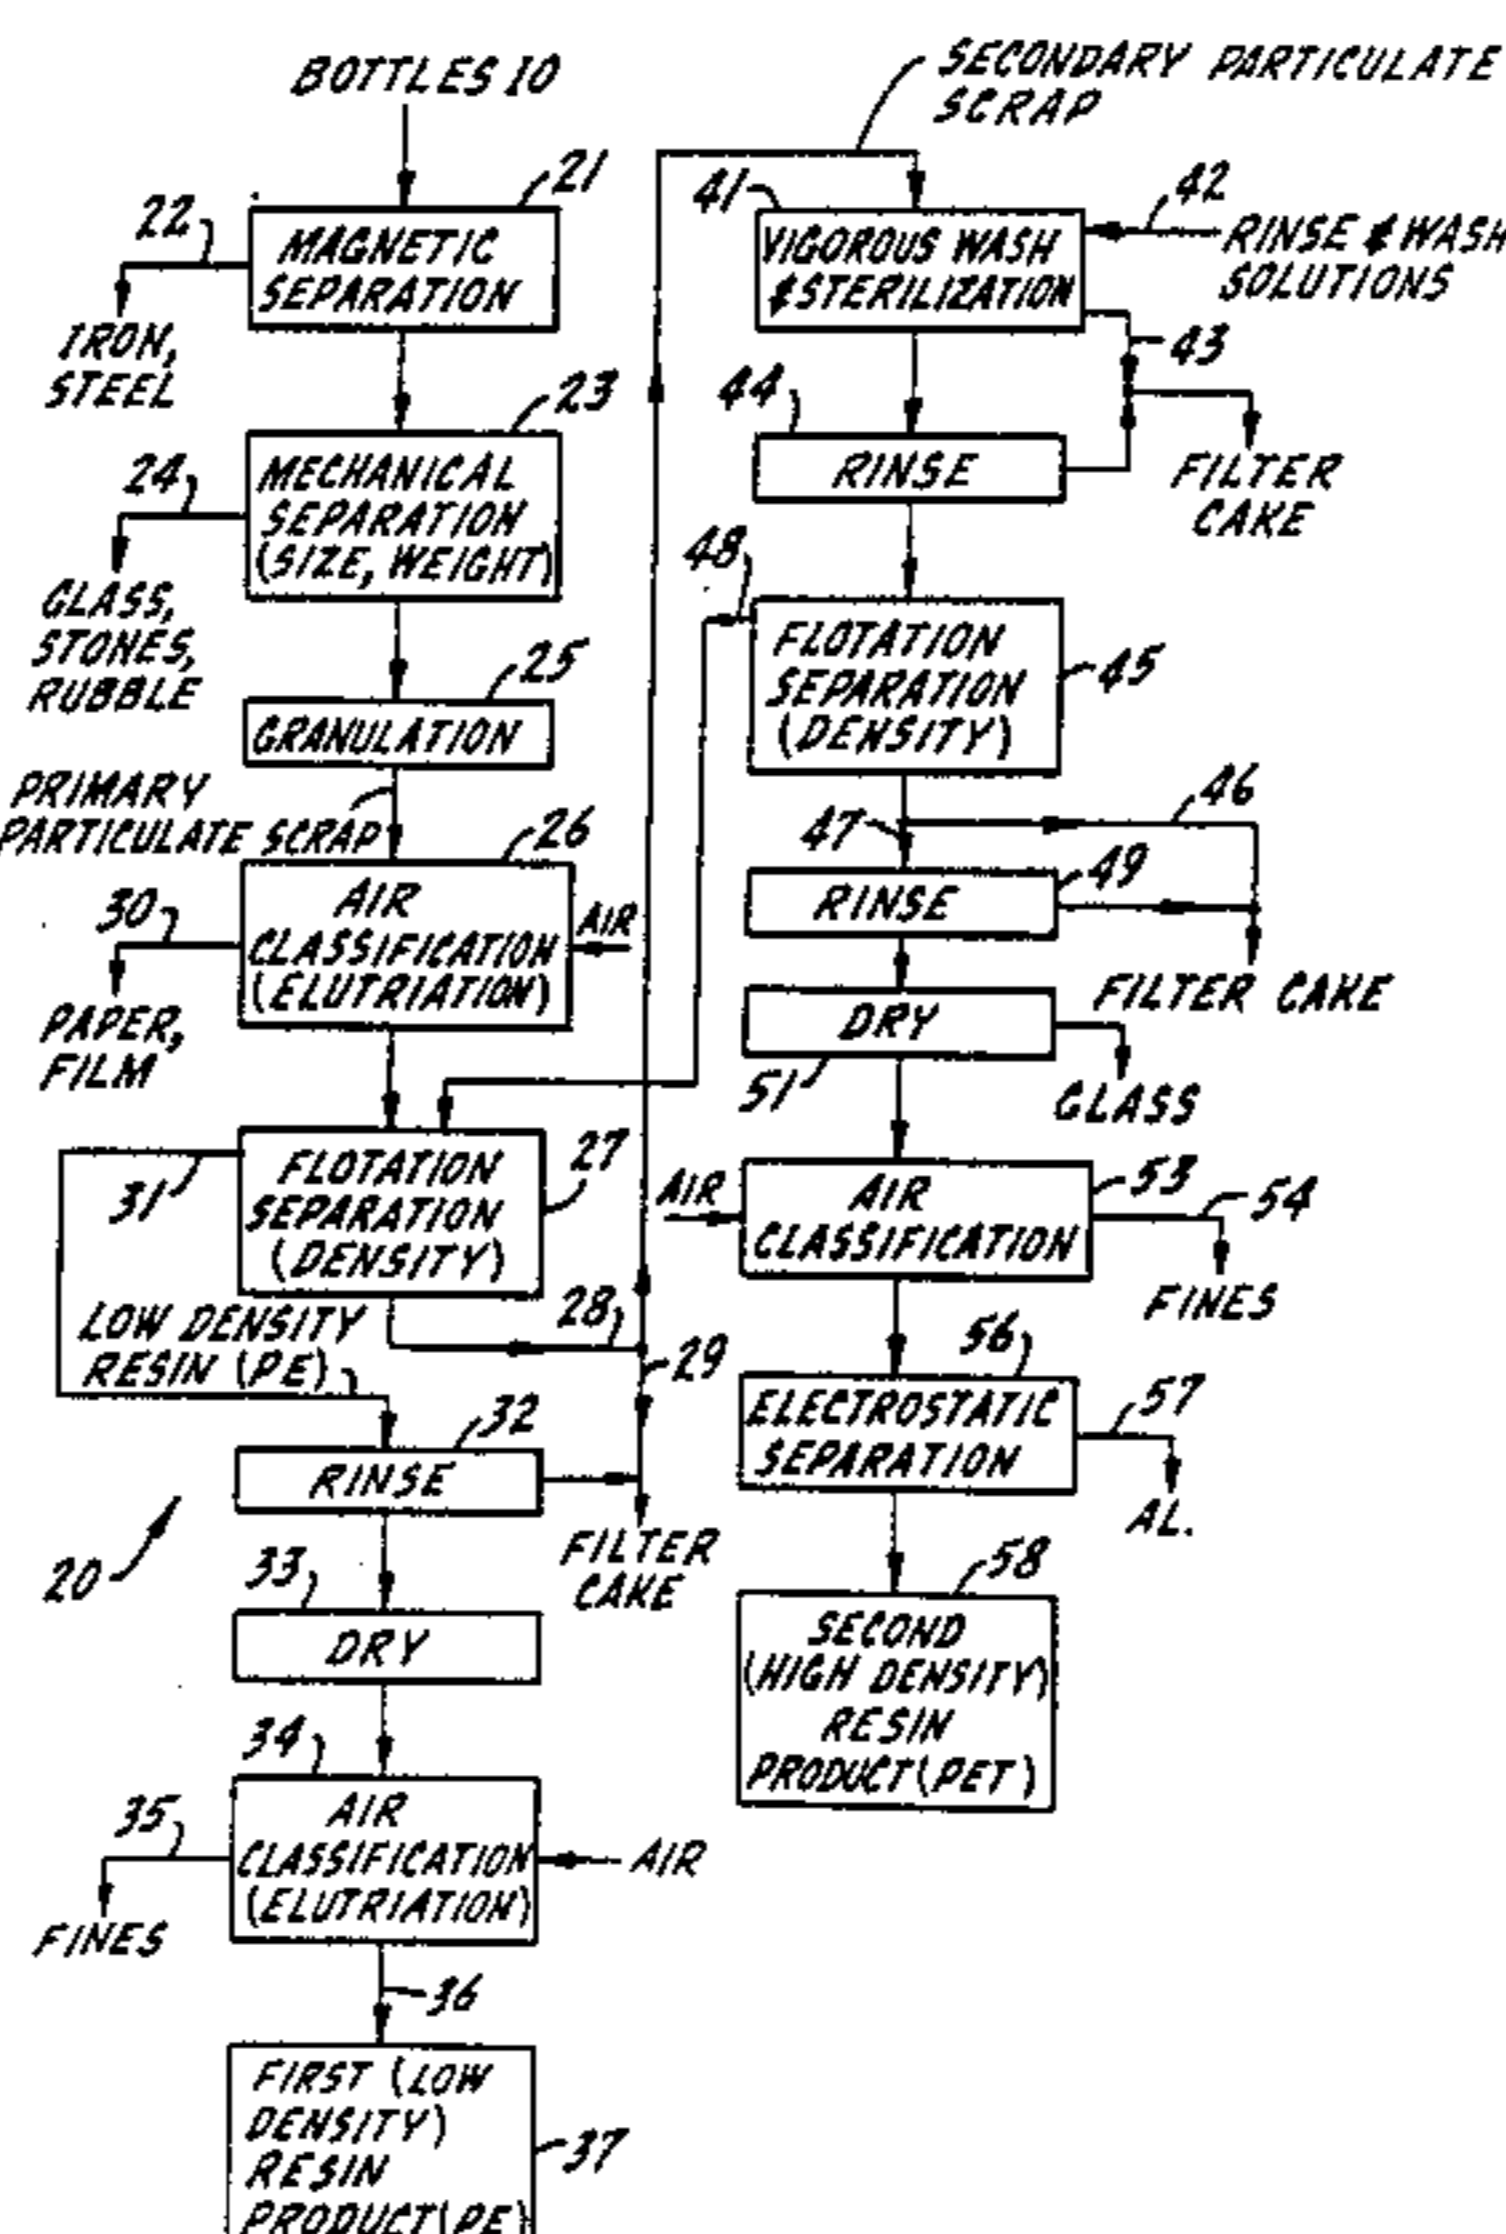 BOTTLES 10
21
22
MAGNETIC
SEPARATION
IRON,
STEEL
23
24
MECHANICAL
SEPARATION
(SIZE, WEIGHT)
GLASS,
STONES,
RUBBLE
25
GRANULATION
PRIMARY
PARTICULATE SCRAP
26
30
AIR
CLASSIFICATION
(ELUTRIATION)
AIR
PAPER,
FILM
27
31
FLOTATION
SEPARATION
(DENSITY)
28
29
LOW DENSITY
RESIN (PE)
32
RINSE
FILTER
CAKE
20
33
DRY
34
35
AIR
CLASSIFICATION
(ELUTRIATION)
AIR
FINES
36
FIRST (LOW
DENSITY)
RESIN
PRODUCT (PE)
37
SECONDARY PARTICULATE
SCRAP
41
42
VIGOROUS WASH
& STERILIZATION
RINSE & WASH
SOLUTIONS
43
44
RINSE
FILTER
CAKE
48
FLOTATION
SEPARATION
(DENSITY)
45
46
47
RINSE
49
FILTER CAKE
DRY
51
GLASS
AIR
AIR
CLASSIFICATION
53
54
FINES
56
ELECTROSTATIC
SEPARATION
57
AL.
58
SECOND
(HIGH DENSITY)
RESIN
PRODUCT (PET)